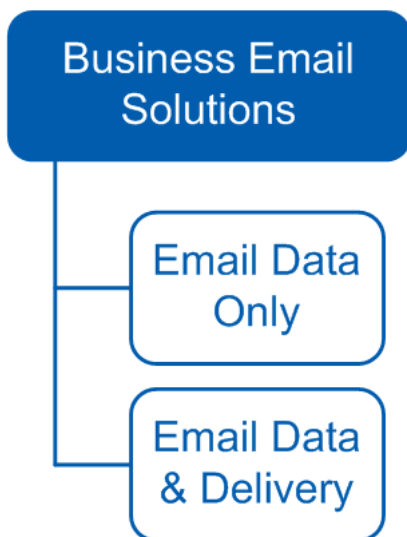 Business Email
Solutions
Email Data
Only
Email Data
& Delivery